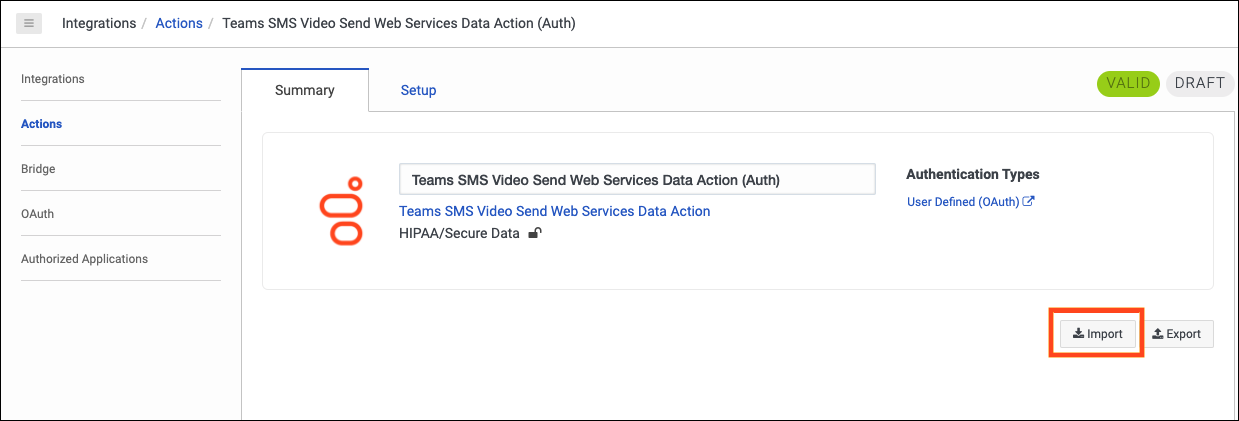 Integrations / Actions / Teams SMS Video Send Web Services Data Action (Auth)
Integrations
Actions
Bridge
OAuth
Authorized Applications
Summary
Setup
VALID
DRAFT
Teams SMS Video Send Web Services Data Action (Auth)
Teams SMS Video Send Web Services Data Action
HIPAA/Secure Data
Authentication Types
User Defined (OAuth)
Import
Export